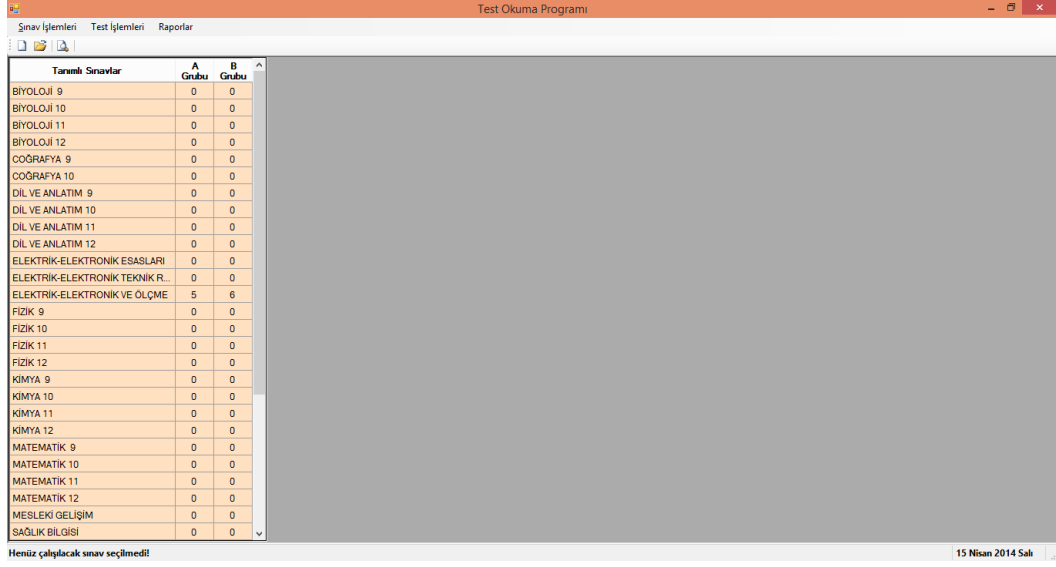 Test Okuma Programı
Sınav İşlemleri Test İşlemleri Raporlar
Tanımlı Sınavlar A Grubu B Grubu
BİYOLOJİ 9 0 0
BİYOLOJİ 10 0 0
BİYOLOJİ 11 0 0
BİYOLOJİ 12 0 0
COĞRAFYA 9 0 0
COĞRAFYA 10 0 0
DİL VE ANLATIM 9 0 0
DİL VE ANLATIM 10 0 0
DİL VE ANLATIM 11 0 0
DİL VE ANLATIM 12 0 0
ELEKTRİK-ELEKTRONİK ESASLARI 0 0
ELEKTRİK-ELEKTRONİK TEKNİK R... 0 0
ELEKTRİK-ELEKTRONİK VE ÖLÇME 5 6
FİZİK 9 0 0
FİZİK 10 0 0
FİZİK 11 0 0
FİZİK 12 0 0
KİMYA 9 0 0
KİMYA 10 0 0
KİMYA 11 0 0
KİMYA 12 0 0
MATEMATİK 9 0 0
MATEMATİK 10 0 0
MATEMATİK 11 0 0
MATEMATİK 12 0 0
MESLEKİ GELİŞİM 0 0
SAĞLIK BİLGİSİ 0 0
Henüz çalışılacak sınav seçilmedi! 15 Nisan 2014 Salı